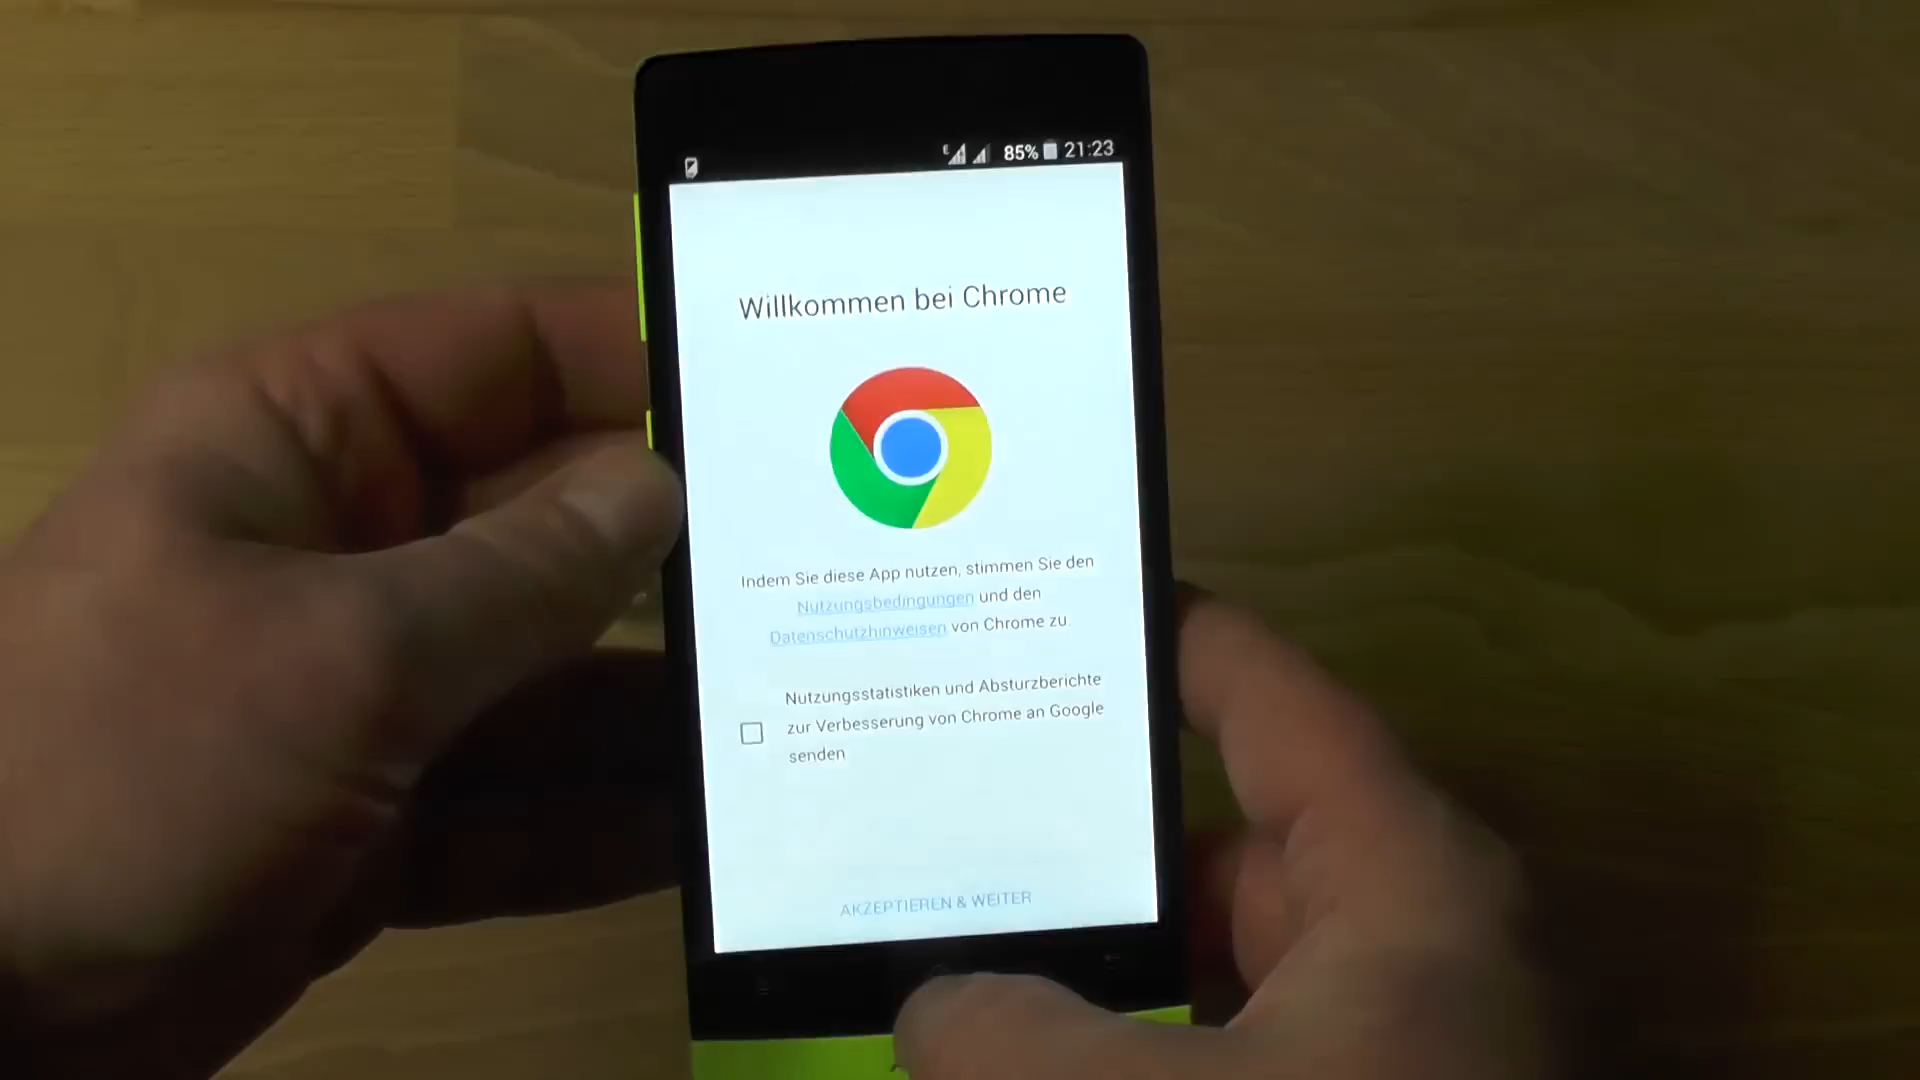 E 85% 21:23
Willkommen bei Chrome
Indem Sie diese App nutzen, stimmen Sie den
Nutzungsbedingungen und den
Datenschutzhinweisen von Chrome zu.
Nutzungsstatistiken und Absturzberichte
zur Verbesserung von Chrome an Google
senden
AKZEPTIEREN & WEITER